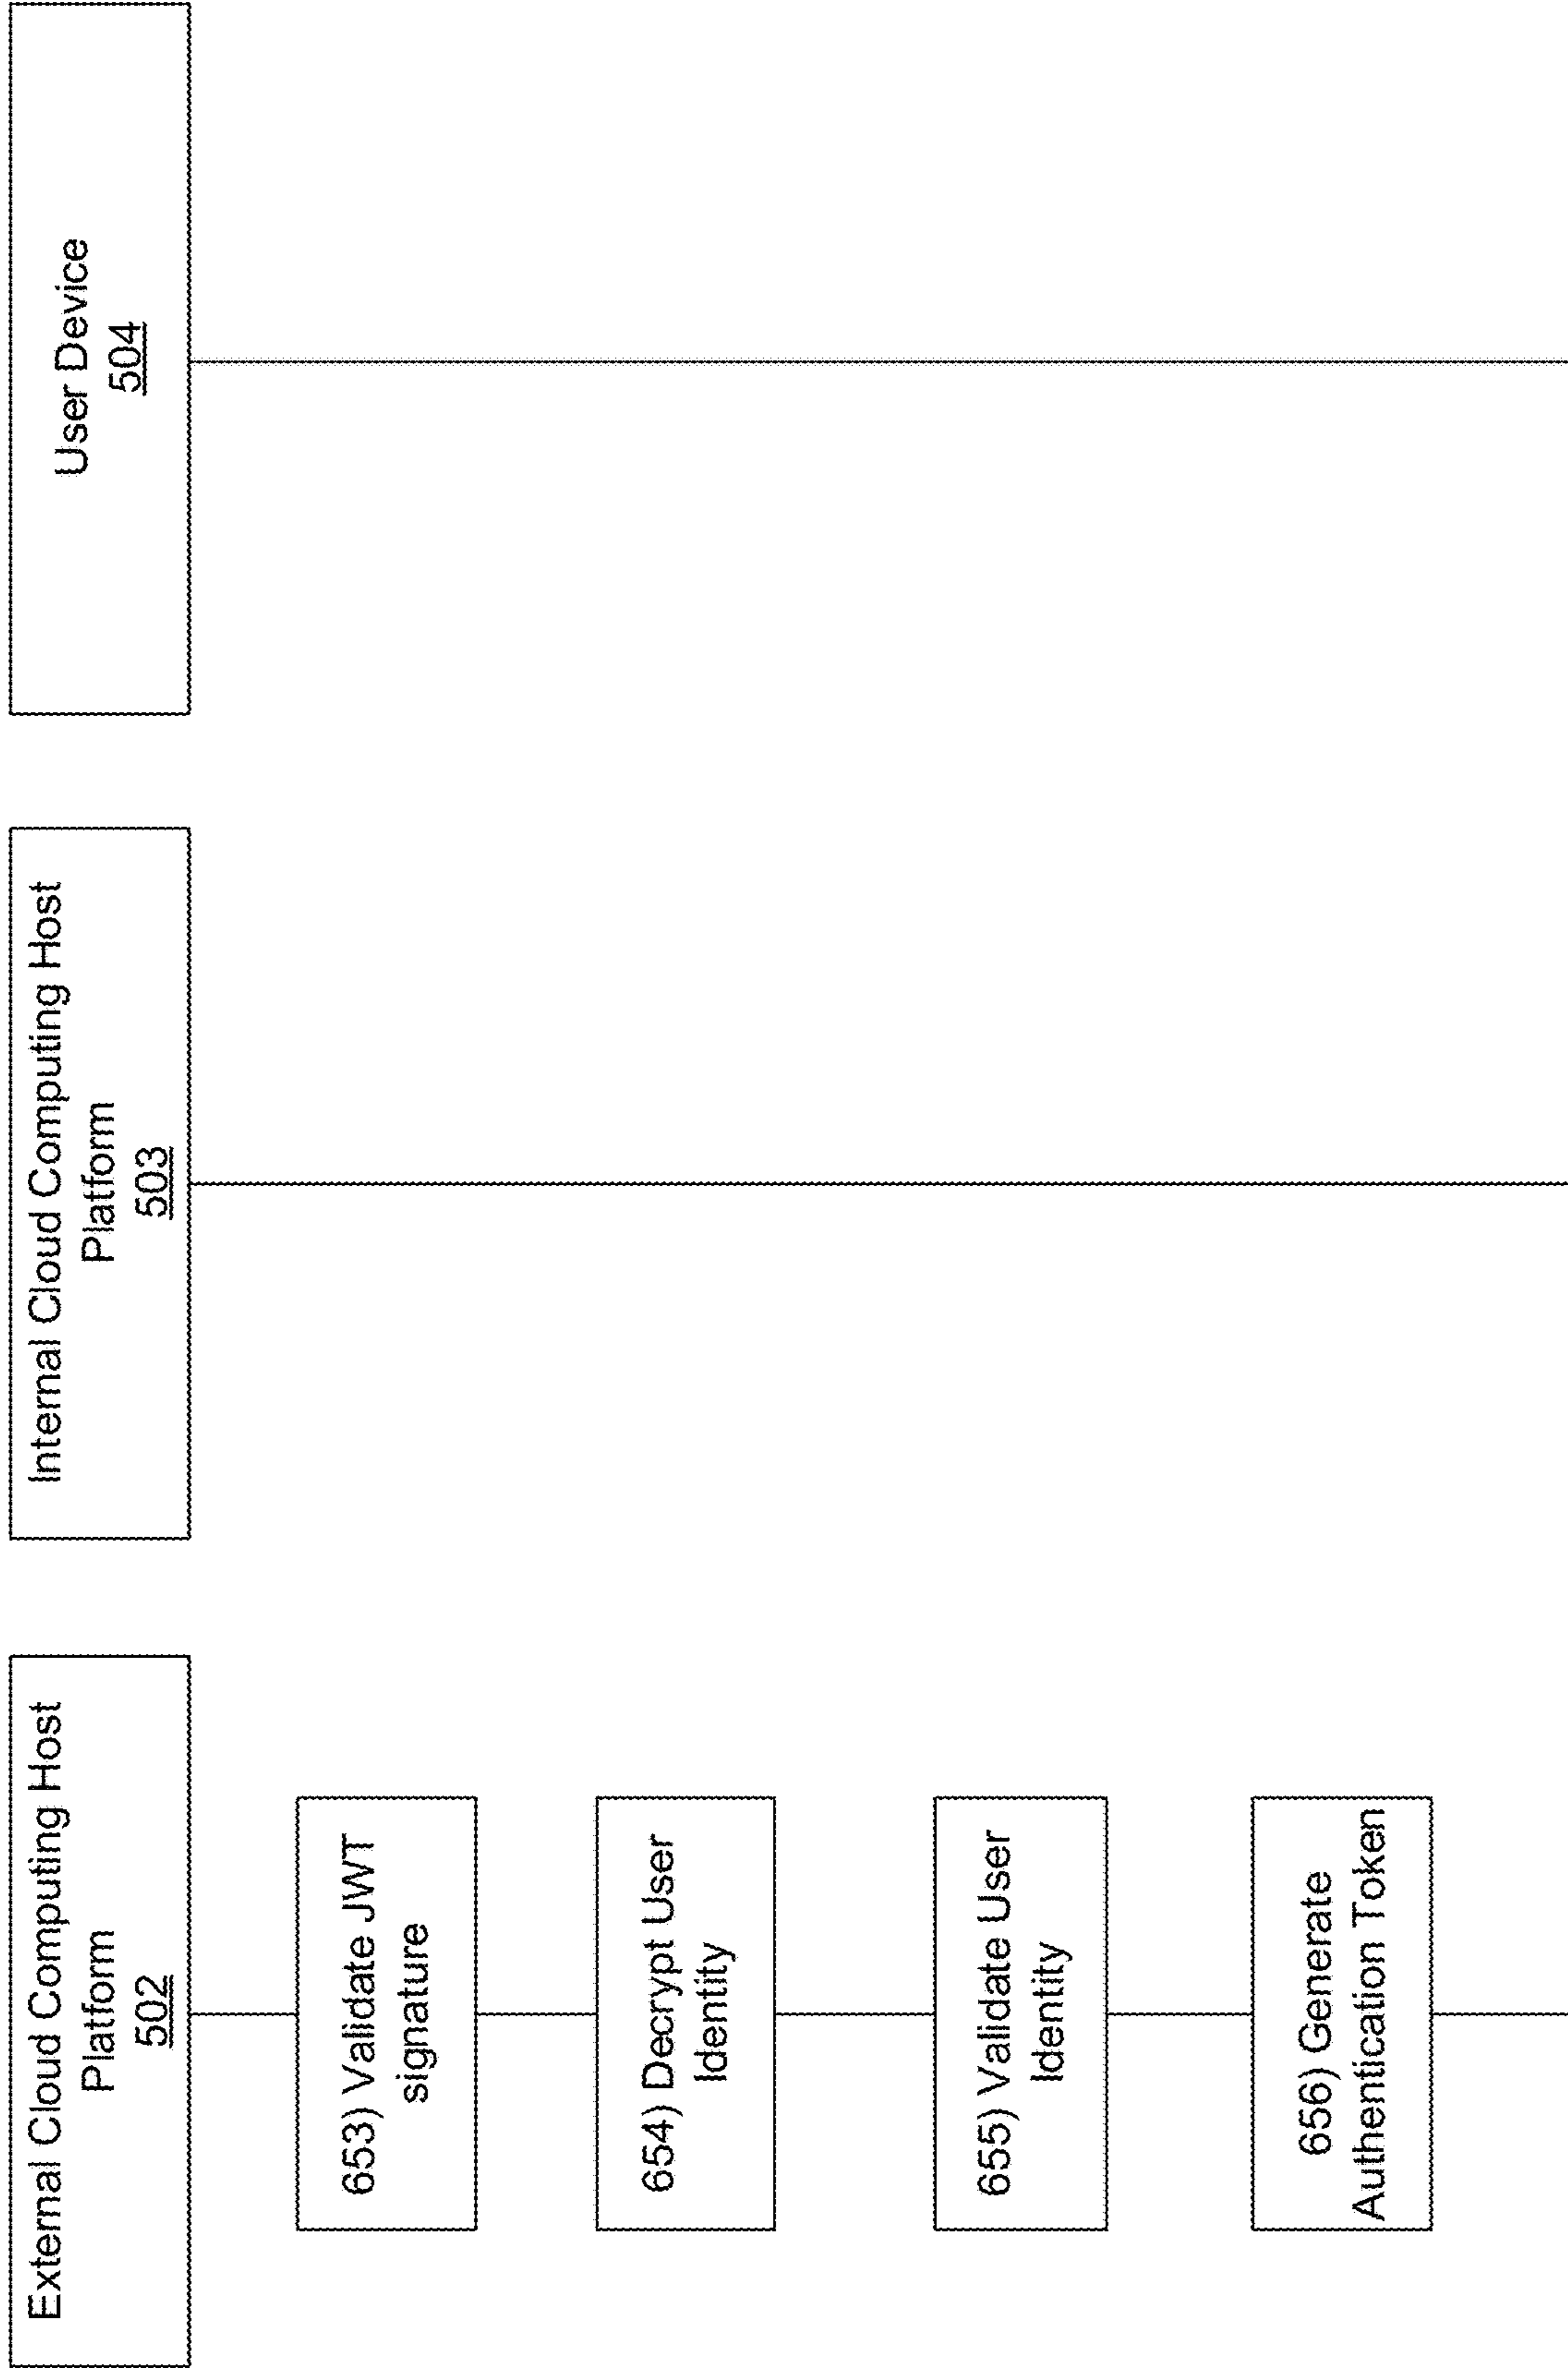 External Cloud Computing Host
Platform
502
Internal Cloud Computing Host
Platform
503
User Device
504
653) Validate JWT
signature
654) Decrypt User
Identity
655) Validate User
Identity
656) Generate
Authentication Token